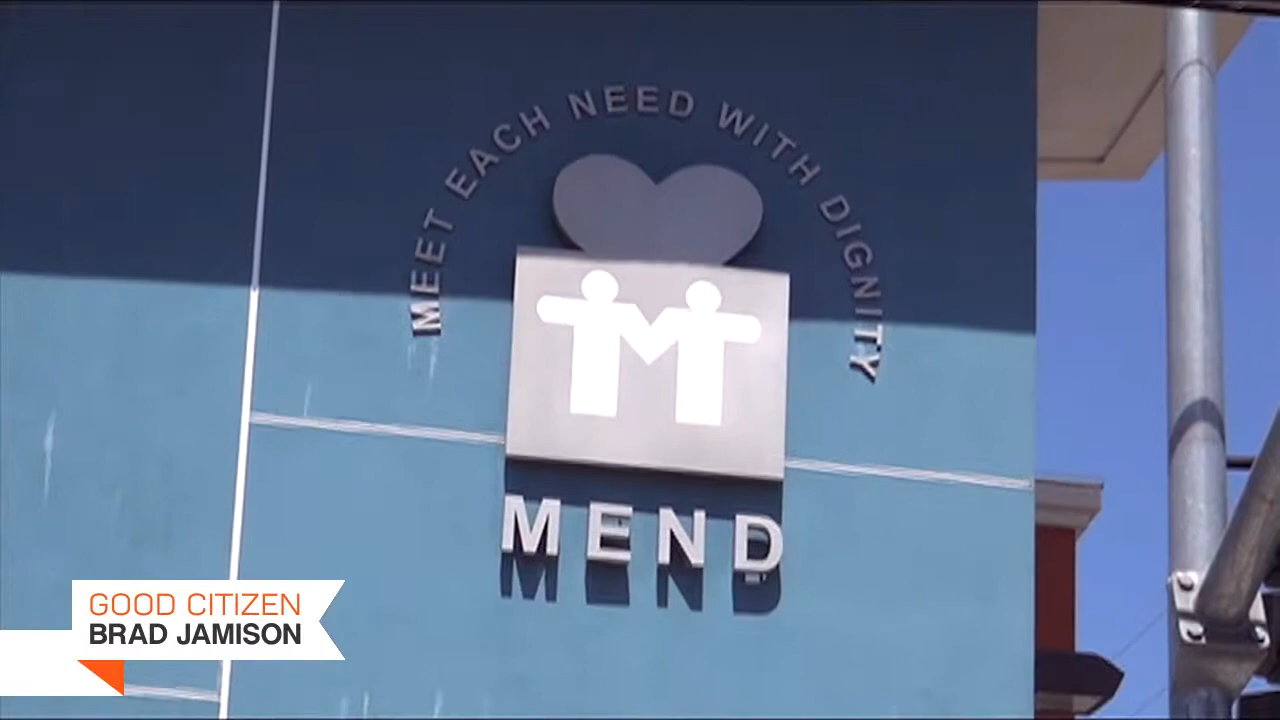 MEET EACH NEED WITH DIGNITY
MEND
GOOD CITIZEN
BRAD JAMISON